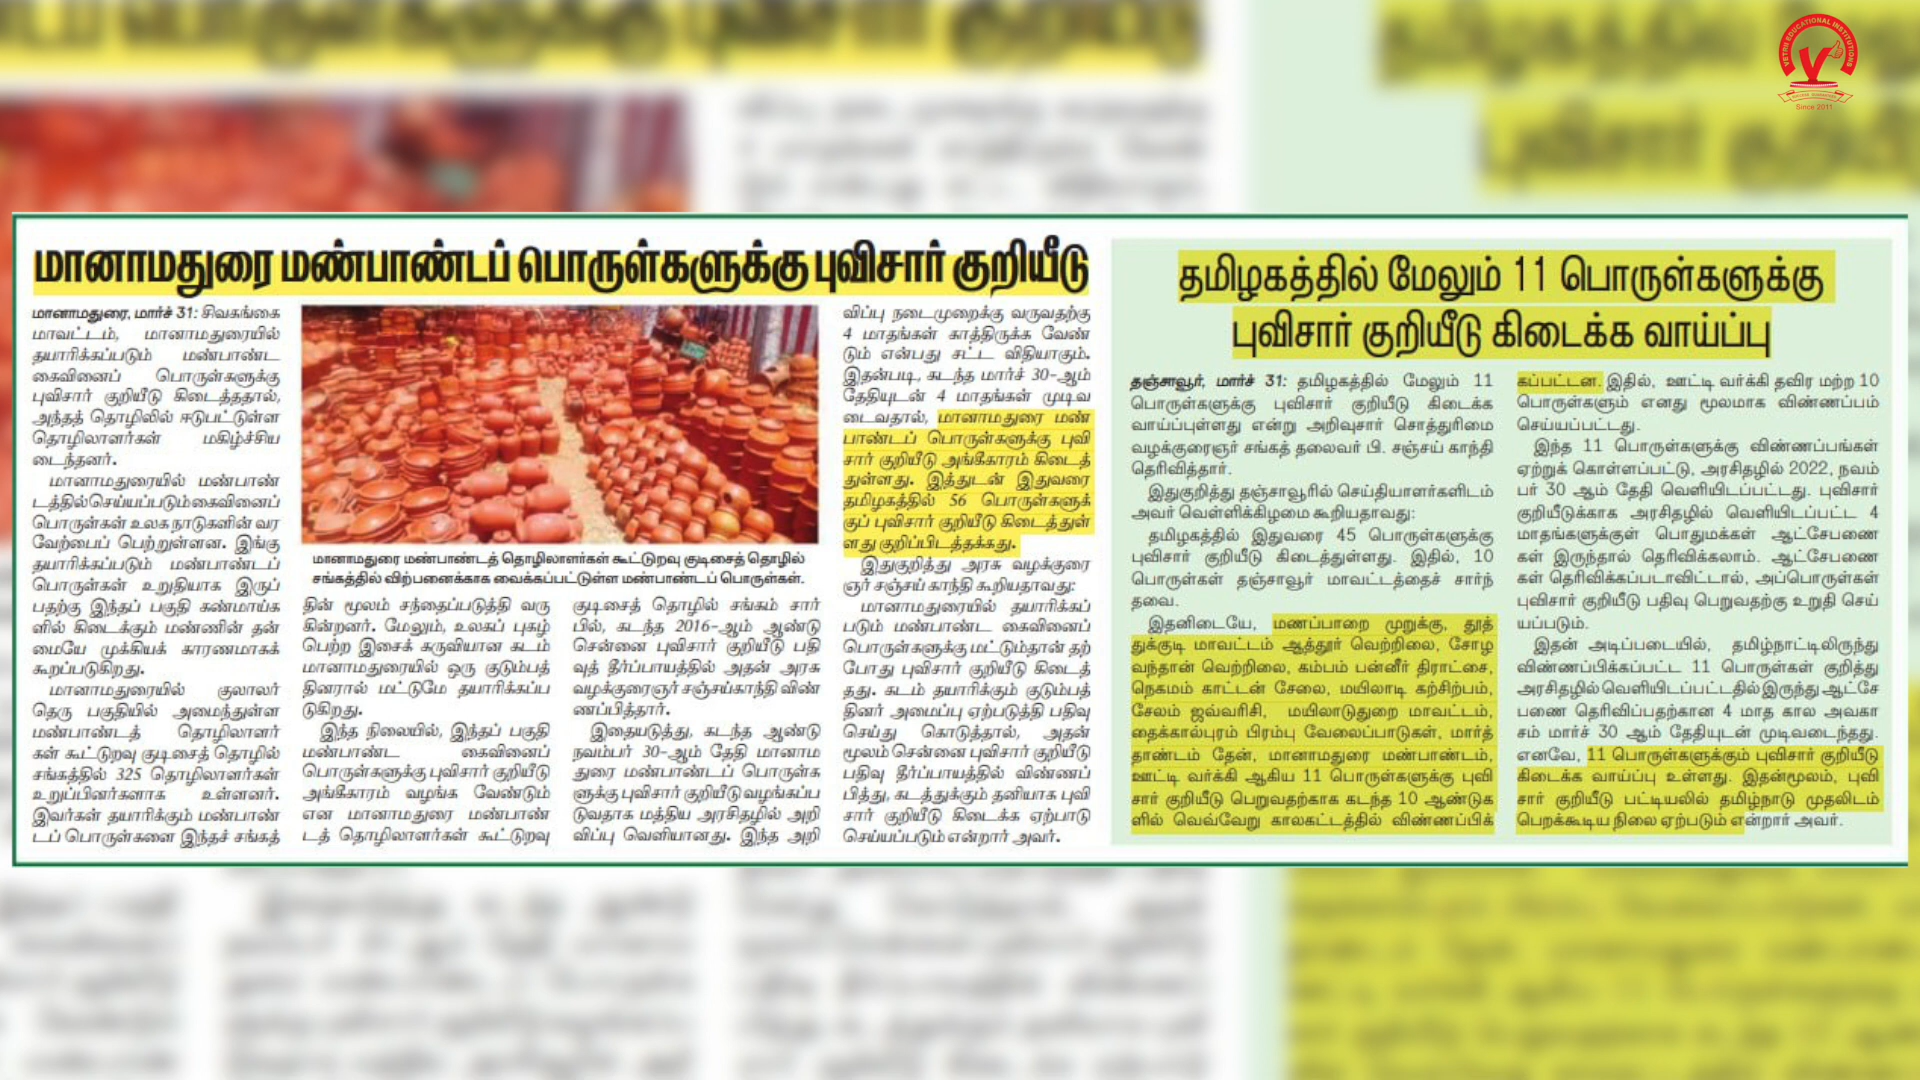 VETRII EDUCATIONAL INSTITUTIONS
Since 2011
மானாமதுரை மண்பாண்டப் பொருள்களுக்கு புவிசார் குறியீடு
மானாமதுரை, மார்ச் 31: சிவகங்கை
மாவட்டம், மானாமதுரையில்
தயாரிக்கப்படும் மண்பாண்ட
கைவினைப் பொருள்களுக்கு
புவிசார் குறியீடு கிடைத்ததால்,
அந்தத் தொழிலில் ஈடுபட்டுள்ள
தொழிலாளர்கள் மகிழ்ச்சிய
டைந்தனர்.
மானாமதுரையில் மண்பாண்
டத்தில் செய்யப்படும் கைவினைப்
பொருள்கள் உலக நாடுகளின் வர
வேற்பைப் பெற்றுள்ளன. இங்கு
தயாரிக்கப்படும் மண்பாண்டப்
பொருள்கள் உறுதியாக இருப்
பதற்கு இந்தப் பகுதி கண்மாய்க
ளில் கிடைக்கும் மண்ணின் தன்
மையே முக்கியக் காரணமாகக்
கூறப்படுகிறது.
மானாமதுரையில் குலாலர்
தெரு பகுதியில் அமைந்துள்ள
மண்பாண்டத் தொழிலாளர்
கள் கூட்டுறவு குடிசைத் தொழில்
சங்கத்தில் 325 தொழிலாளர்கள்
உறுப்பினர்களாக உள்ளனர்.
இவர்கள் தயாரிக்கும் மண்பாண்
டப் பொருள்களை இந்தச் சங்கத்
மானாமதுரை மண்பாண்டத் தொழிலாளர்கள் கூட்டுறவு குடிசைத் தொழில்
சங்கத்தில் விற்பனைக்காக வைக்கப்பட்டுள்ள மண்பாண்டப் பொருள்கள்.
தின் மூலம் சந்தைப்படுத்தி வரு
கின்றனர். மேலும், உலகப் புகழ்
பெற்ற இசைக் கருவியான கடம்
மானாமதுரையில் ஒரு குடும்பத்
தினரால் மட்டுமே தயாரிக்கப்ப
டுகிறது.
இந்த நிலையில், இந்தப் பகுதி
மண்பாண்ட கைவினைப்
பொருள்களுக்கு புவிசார் குறியீடு
அங்கீகாரம் வழங்க வேண்டும்
என மானாமதுரை மண்பாண்
டத் தொழிலாளர்கள் கூட்டுறவு
குடிசைத் தொழில் சங்கம் சார்
பில், கடந்த 2016-ஆம் ஆண்டு
சென்னை புவிசார் குறியீடு பதி
வுத் தீர்ப்பாயத்தில் அதன் அரசு
வழக்குரைஞர் சஞ்சய்காந்தி விண்
ணப்பித்தார்.
இதையடுத்து, கடந்த ஆண்டு
நவம்பர் 30-ஆம் தேதி மானாம
துரை மண்பாண்டப் பொருள்க
ளுக்கு புவிசார் குறியீடு வழங்கப்ப
டுவதாக மத்திய அரசிதழில் அறி
விப்பு வெளியானது. இந்த அறி
விப்பு நடைமுறைக்கு வருவதற்கு
4 மாதங்கள் காத்திருக்க வேண்
டும் என்பது சட்ட விதியாகும்.
இதன்படி, கடந்த மார்ச் 30-ஆம்
தேதியுடன் 4 மாதங்கள் முடிவ
டைவதால், மானாமதுரை மண்
பாண்டப் பொருள்களுக்கு புவி
சார் குறியீடு அங்கீகாரம் கிடைத்
துள்ளது. இத்துடன் இதுவரை
தமிழகத்தில் 56 பொருள்களுக்
குப் புவிசார் குறியீடு கிடைத்துள்
ளது குறிப்பிடத்தக்கது.
இதுகுறித்து அரசு வழக்குரை
ஞர் சஞ்சய் காந்தி கூறியதாவது:
மானாமதுரையில் தயாரிக்கப்
படும் மண்பாண்ட கைவினைப்
பொருள்களுக்கு மட்டும்தான் தற்
போது புவிசார் குறியீடு கிடைத்
தது. கடம் தயாரிக்கும் குடும்பத்
தினர் அமைப்பு ஏற்படுத்தி பதிவு
செய்து கொடுத்தால், அதன்
மூலம் சென்னை புவிசார் குறியீடு
பதிவு தீர்ப்பாயத்தில் விண்ணப்
பித்து, கடத்துக்கும் தனியாக புவி
சார் குறியீடு கிடைக்க ஏற்பாடு
செய்யப்படும் என்றார் அவர்.
தமிழகத்தில் மேலும் 11 பொருள்களுக்கு
புவிசார் குறியீடு கிடைக்க வாய்ப்பு
தஞ்சாவூர், மார்ச் 31: தமிழகத்தில் மேலும் 11
பொருள்களுக்கு புவிசார் குறியீடு கிடைக்க
வாய்ப்புள்ளது என்று அறிவுசார் சொத்துரிமை
வழக்குரைஞர் சங்கத் தலைவர் பி. சஞ்சய் காந்தி
தெரிவித்தார்.
இதுகுறித்து தஞ்சாவூரில் செய்தியாளர்களிடம்
அவர் வெள்ளிக்கிழமை கூறியதாவது:
தமிழகத்தில் இதுவரை 45 பொருள்களுக்கு
புவிசார் குறியீடு கிடைத்துள்ளது. இதில், 10
பொருள்கள் தஞ்சாவூர் மாவட்டத்தைச் சார்ந்
தவை.
இதனிடையே, மணப்பாறை முறுக்கு, தூத்
துக்குடி மாவட்டம் ஆத்தூர் வெற்றிலை, சோழ
வந்தான் வெற்றிலை, கம்பம் பன்னீர் திராட்சை,
நெகமம் காட்டன் சேலை, மயிலாடி கற்சிற்பம்,
சேலம் ஜவ்வரிசி, மயிலாடுதுறை மாவட்டம்,
தைக்கால்புரம் பிரம்பு வேலைப்பாடுகள், மார்த்
தாண்டம் தேன், மானாமதுரை மண்பாண்டம்,
ஊட்டி வர்க்கி ஆகிய 11 பொருள்களுக்கு புவி
சார் குறியீடு பெறுவதற்காக கடந்த 10 ஆண்டுக
ளில் வெவ்வேறு காலகட்டத்தில் விண்ணப்பிக்
கப்பட்டன. இதில், ஊட்டி வர்க்கி தவிர மற்ற 10
பொருள்களும் எனது மூலமாக விண்ணப்பம்
செய்யப்பட்டது.
இந்த 11 பொருள்களுக்கு விண்ணப்பங்கள்
ஏற்றுக் கொள்ளப்பட்டு, அரசிதழில் 2022, நவம்
பர் 30 ஆம் தேதி வெளியிடப்பட்டது. புவிசார்
குறியீடுக்காக அரசிதழில் வெளியிடப்பட்ட 4
மாதங்களுக்குள் பொதுமக்கள் ஆட்சேபணை
கள் இருந்தால் தெரிவிக்கலாம். ஆட்சேபணை
கள் தெரிவிக்கப்படாவிட்டால், அப்பொருள்கள்
புவிசார் குறியீடு பதிவு பெறுவதற்கு உறுதி செய்
யப்படும்.
இதன் அடிப்படையில், தமிழ்நாட்டிலிருந்து
விண்ணப்பிக்கப்பட்ட 11 பொருள்கள் குறித்து
அரசிதழில் வெளியிடப்பட்டதில் இருந்து ஆட்சே
பணை தெரிவிப்பதற்கான 4 மாத கால அவகா
சம் மார்ச் 30 ஆம் தேதியுடன் முடிவடைந்தது.
எனவே, 11 பொருள்களுக்கும் புவிசார் குறியீடு
கிடைக்க வாய்ப்பு உள்ளது. இதன்மூலம், புவி
சார் குறியீடு பட்டியலில் தமிழ்நாடு முதலிடம்
பெறக்கூடிய நிலை ஏற்படும் என்றார் அவர்.